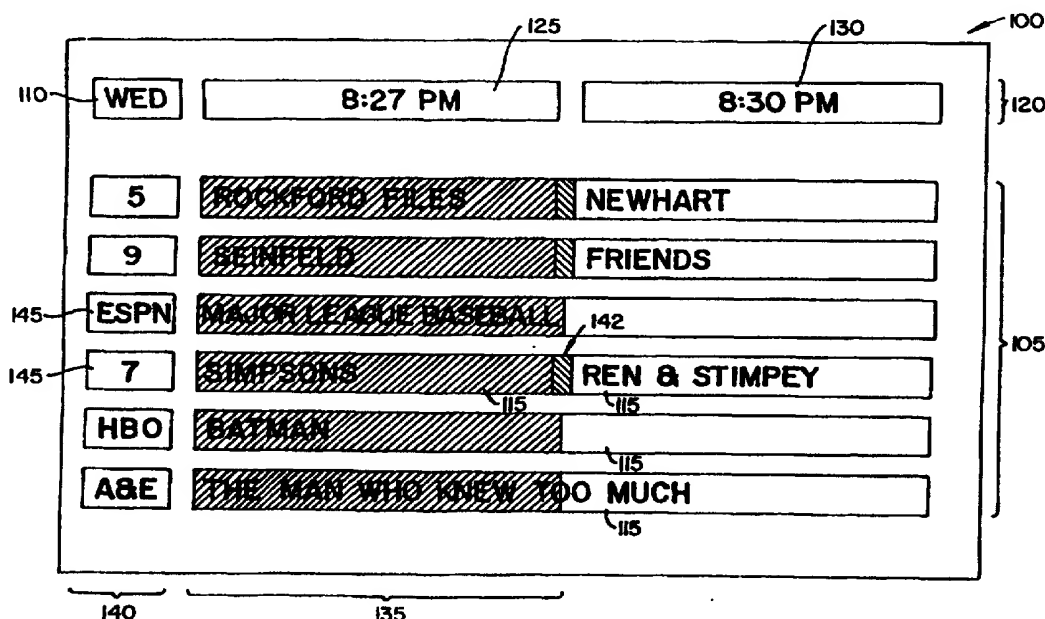 125 130 100
110 WED 8:27 PM 8:30 PM 120
5 ROCKFORD FILES NEWHART
9 SEINFELD FRIENDS
145 ESPN MAJOR LEAGUE BASEBALL 142 105
145 7 SIMPSONS REN & STIMPEY
115 115
HBO BATMAN
115
A&E THE MAN WHO KNEW TOO MUCH
115
140 135